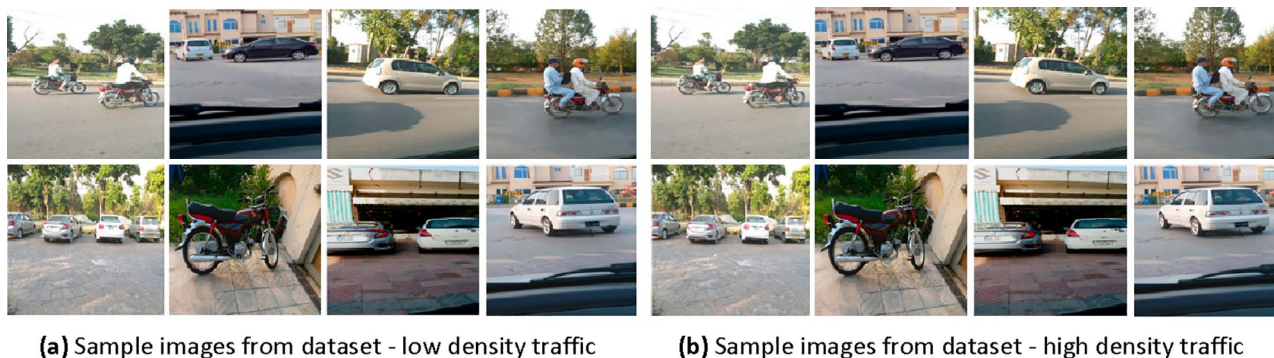 (a) Sample images from dataset - low density traffic
(b) Sample images from dataset - high density traffic